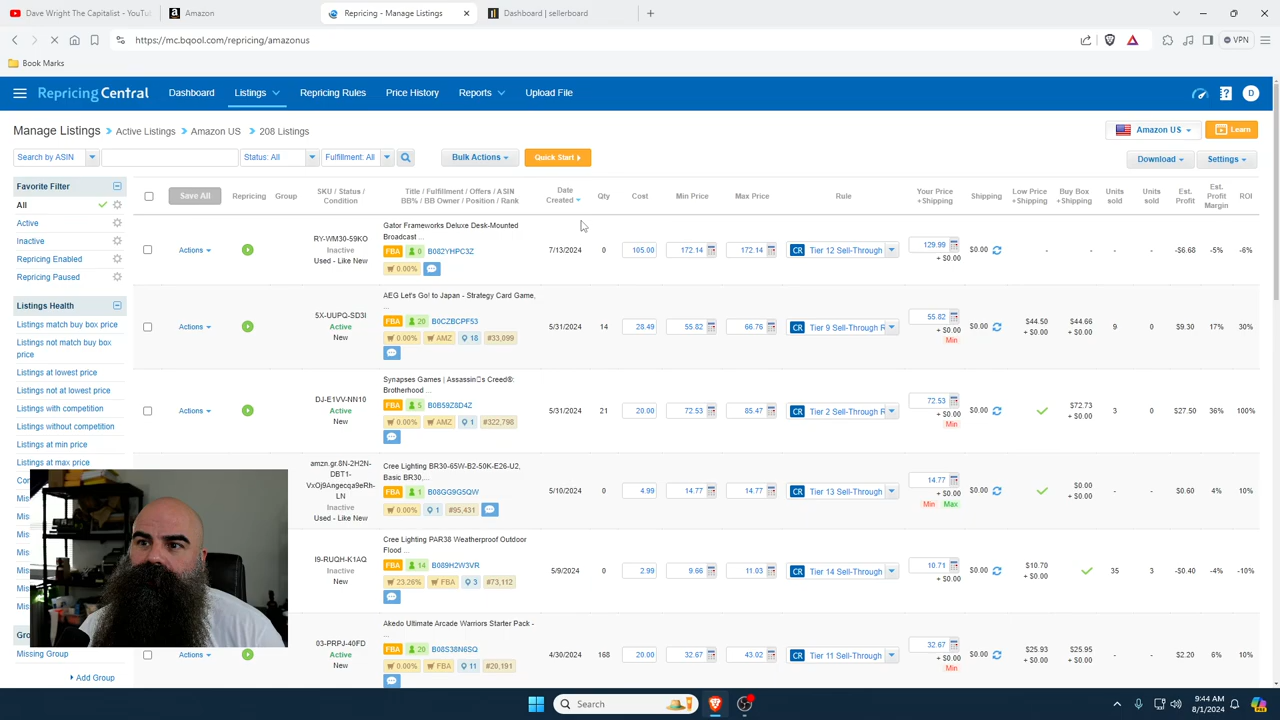 Dave Wright The Capitalist - YouTu
Amazon
Repricing - Manage Listings
Dashboard | sellerboard
https://mc.bqool.com/repricing/amazonus
VPN
Book Marks
Repricing Central
Dashboard
Listings
Repricing Rules
Price History
Reports
Upload File
D
Manage Listings
Active Listings
Amazon US
208 Listings
Amazon US
Learn
Search by ASIN
Status: All
Fulfillment: All
Bulk Actions
Quick Start
Download
Settings
Favorite Filter
All
Active
Inactive
Repricing Enabled
Repricing Paused
Listings Health
Listings match buy box price
Listings not match buy box
price
Listings at lowest price
Listings not at lowest price
Listings with competition
Listings without competition
Listings at min price
Listings at max price
Missing Group
Add Group
Save All
Repricing
Group
SKU / Status /
Condition
Title / Fulfillment / Offers / ASIN
BB% / BB Owner / Position / Rank
Date
Created
Qty
Cost
Min Price
Max Price
Rule
Your Price
+Shipping
Shipping
Low Price
+Shipping
Buy Box
+Shipping
Units
sold
Units
sold
Est.
Profit
Est.
Profit
Margin
ROI
Actions
RY-WM30-59KO
Inactive
Used - Like New
Gator Frameworks Deluxe Desk-Mounted
Broadcast ...
FBA 0 B082YHPC3Z
0.00%
7/13/2024
0
105.00
172.14
172.14
CR Tier 12 Sell-Through
129.99
+ $0.00
$0.00
-
-
-
-
-$6.68
-5%
-6%
Actions
5X-UUPQ-SD3I
Active
New
AEG Let's Go! to Japan - Strategy Card Game,
...
FBA 20 B0CZBCPF53
0.00% AMZ 18 #33,099
5/31/2024
14
28.49
55.82
66.76
CR Tier 9 Sell-Through R
55.82
+ $0.00
Min
$0.00
$44.50
+ $0.00
$44.66
+ $0.00
9
0
$9.30
17%
30%
Actions
DJ-E1VV-NN10
Active
New
Synapses Games | Assassin□s Creed®:
Brotherhood ...
FBA 5 B0B59Z8D4Z
0.00% AMZ 1 #322,798
5/31/2024
21
20.00
72.53
85.47
CR Tier 2 Sell-Through R
72.53
+ $0.00
Min
$0.00
$72.73
+ $0.00
3
3
$27.50
36%
100%
Actions
amzn.gr.8N-2H2N-
DBT1-
VxOj9Angecqa9eRh-
LN
Inactive
Used - Like New
Cree Lighting BR30-65W-B2-50K-E26-U2,
Basic BR30,...
FBA 1 B08GG9G5QW
0.00% 1 #95,431
5/10/2024
0
4.99
14.77
14.77
CR Tier 13 Sell-Through
14.77
+ $0.00
Min Max
$0.00
$0.00
+ $0.00
-
-
$0.60
4%
10%
Actions
I9-RUQH-K1AQ
Inactive
New
Cree Lighting PAR38 Weatherproof Outdoor
Flood ...
FBA 14 B089H2W3VR
23.26% FBA 3 #73,112
5/9/2024
0
2.99
9.66
11.03
CR Tier 14 Sell-Through
10.71
+ $0.00
$0.00
$10.70
+ $0.00
35
3
-$0.40
-4%
-10%
Actions
03-PRPJ-40FD
Active
New
Akedo Ultimate Arcade Warriors Starter Pack -
...
FBA 20 B08S38N6SQ
0.00% FBA 11 #20,191
4/30/2024
168
20.00
32.67
43.02
CR Tier 11 Sell-Through
32.67
+ $0.00
Min
$0.00
$25.93
+ $0.00
$25.95
+ $0.00
-
-
$2.20
6%
10%
Search
9:44 AM
8/1/2024